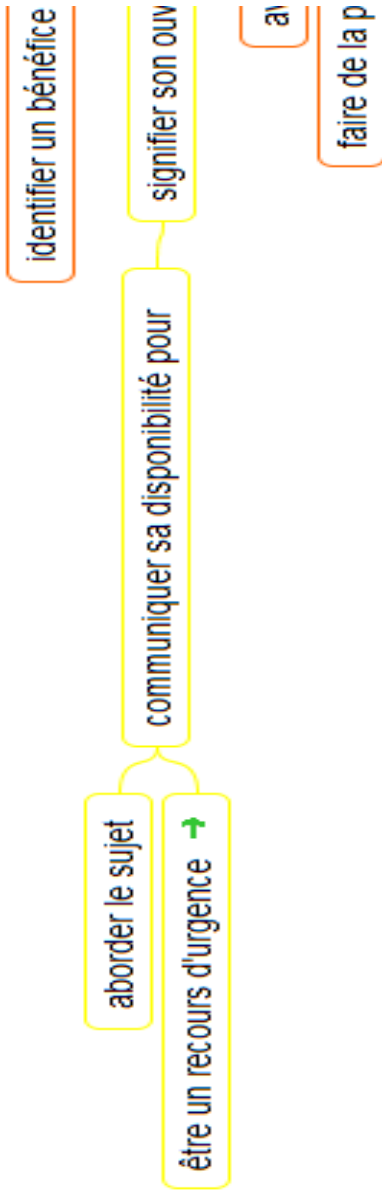 identifier un bénéfice
signifier son ouv
av
faire de la p
communiquer sa disponibilité pour
aborder le sujet
être un recours d'urgence